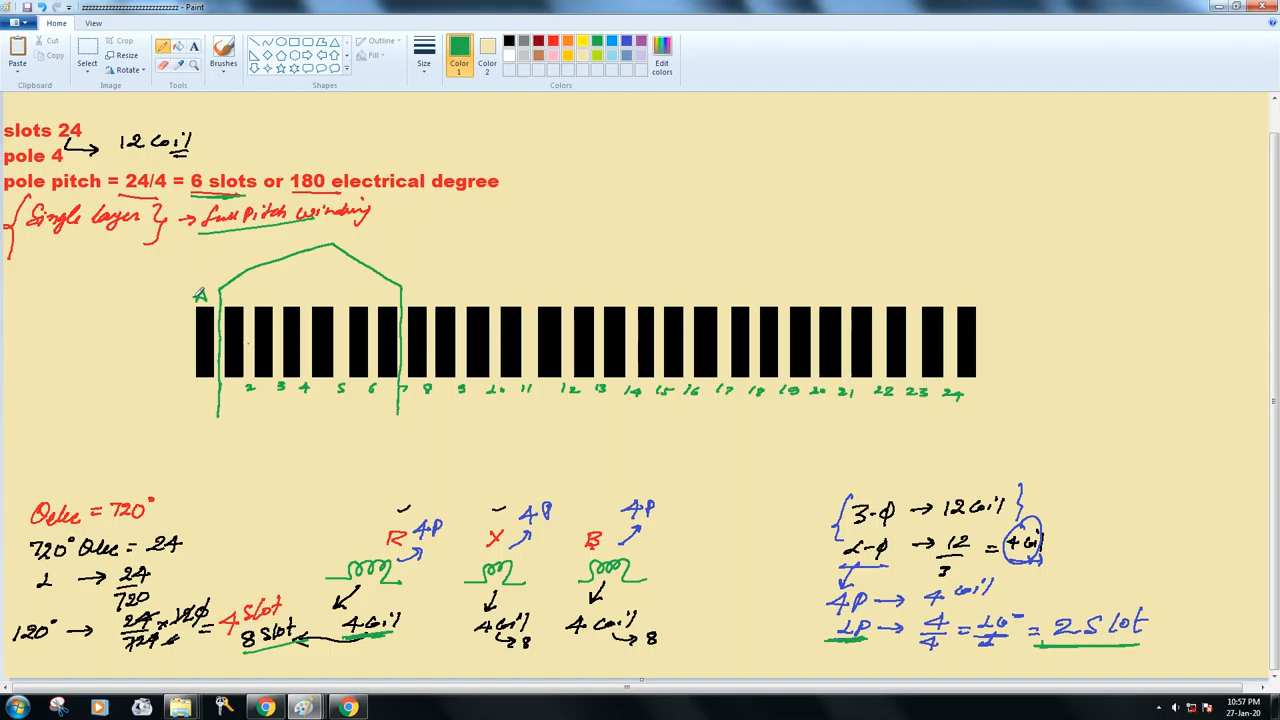 zzzzzzzzzzzzzzzzzzzzzzzzz - Paint
Home View
Cut
Copy
Paste
Clipboard
Select
Crop
Resize
Rotate
Image
A
Tools
Brushes
Outline
Fill
Shapes
Size
Color 1
Color 2
Edit colors
Colors
slots 24
12 Coil
pole 4
pole pitch = 24/4 = 6 slots or 180 electrical degree
{ Single layer } → full Pitch winding
A
2 3 4 5 6 7 8 9 10 11 12 13 14 15 16 17 18 19 20 21 22 23 24
θelec = 720°
720° θelec = 24
1 → 24/720
120° → = 4 Slot
8 Slot
R 4P
Y 4P
B 4P
4 Coil
4 Coil → 8
4 Coil → 8
{ 3-φ → 12 Coil }
1-φ → 12/3 = 4 Coil
4P → 4 Coil
1P → 4/4 = = 2 Slot
10:57 PM
27-Jan-20